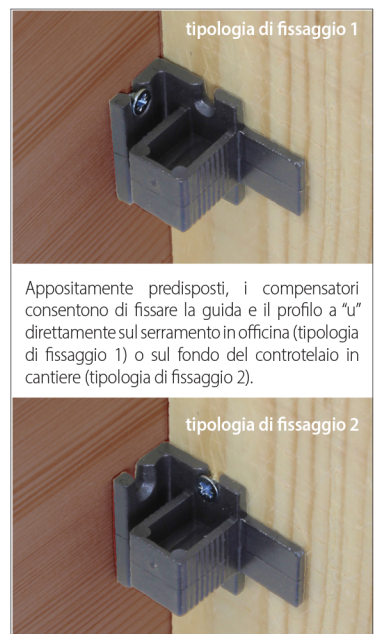 tipologia di fissaggio 1
Appositamente predisposti, i compensatori
consentono di fissare la guida e il profilo a “u”
direttamente sul serramento in officina (tipologia
di fissaggio 1) o sul fondo del controtelaio in
cantiere (tipologia di fissaggio 2).
tipologia di fissaggio 2